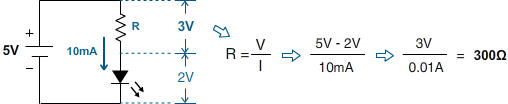 +
5V
−
10mA
R
3V
2V
R = V / I ⇨ 5V - 2V / 10mA ⇨ 3V / 0.01A = 300Ω